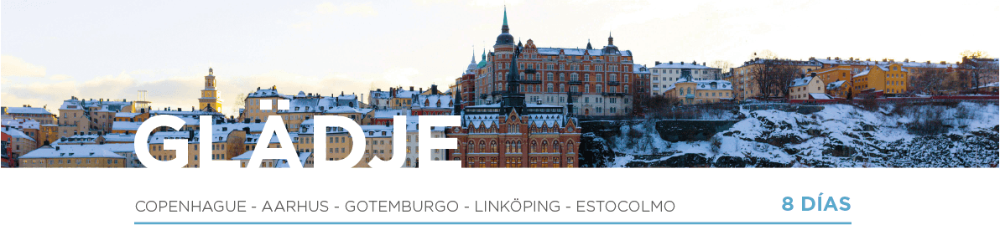 GLÄDJE
COPENHAGUE - AARHUS - GOTEMBURGO - LINKÖPING - ESTOCOLMO
8 DÍAS